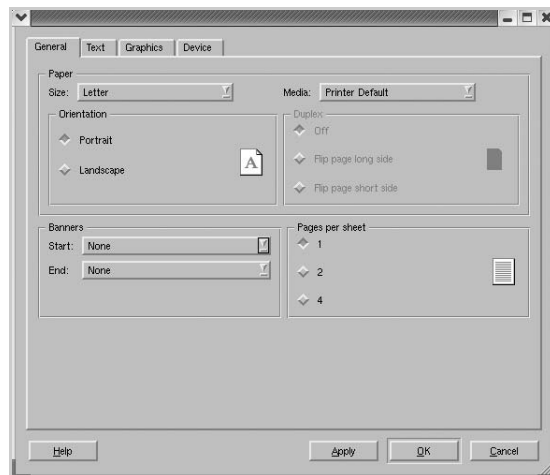 General Text Graphics Device
Paper
Size: Letter Media: Printer Default
Orientation Duplex
Portrait Off
Landscape Flip page long side
Flip page short side
A
Banners Pages per sheet
Start: None 1
End: None 2
4
Help Apply OK Cancel